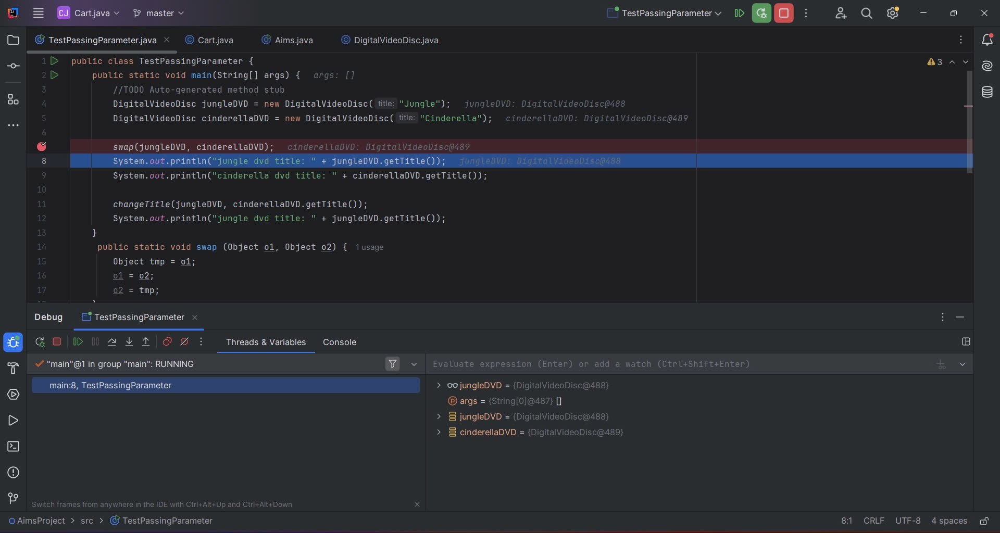 CJ Cart.java master TestPassingParameter
TestPassingParameter.java Cart.java Aims.java DigitalVideoDisc.java
1 public class TestPassingParameter { 3
2 public static void main(String[] args) { args: []
3 //TODO Auto-generated method stub
4 DigitalVideoDisc jungleDVD = new DigitalVideoDisc( title: "Jungle"); jungleDVD: DigitalVideoDisc@488
5 DigitalVideoDisc cinderellaDVD = new DigitalVideoDisc( title: "Cinderella"); cinderellaDVD: DigitalVideoDisc@489
6
swap(jungleDVD, cinderellaDVD); cinderellaDVD: DigitalVideoDisc@489
8 System.out.println("jungle dvd title: " + jungleDVD.getTitle()); jungleDVD: DigitalVideoDisc@488
9 System.out.println("cinderella dvd title: " + cinderellaDVD.getTitle());
10
11 changeTitle(jungleDVD, cinderellaDVD.getTitle());
12 System.out.println("jungle dvd title: " + jungleDVD.getTitle());
13 }
14 public static void swap (Object o1, Object o2) { 1 usage
15 Object tmp = o1;
16 o1 = o2;
17 o2 = tmp;
Debug TestPassingParameter
Threads & Variables Console
"main"@1 in group "main": RUNNING
Evaluate expression (Enter) or add a watch (Ctrl+Shift+Enter)
main:8, TestPassingParameter
jungleDVD = {DigitalVideoDisc@488}
args = {String[0]@487} []
jungleDVD = {DigitalVideoDisc@488}
cinderellaDVD = {DigitalVideoDisc@489}
Switch frames from anywhere in the IDE with Ctrl+Alt+Up and Ctrl+Alt+Down
AimsProject > src > TestPassingParameter 8:1 CRLF UTF-8 4 spaces